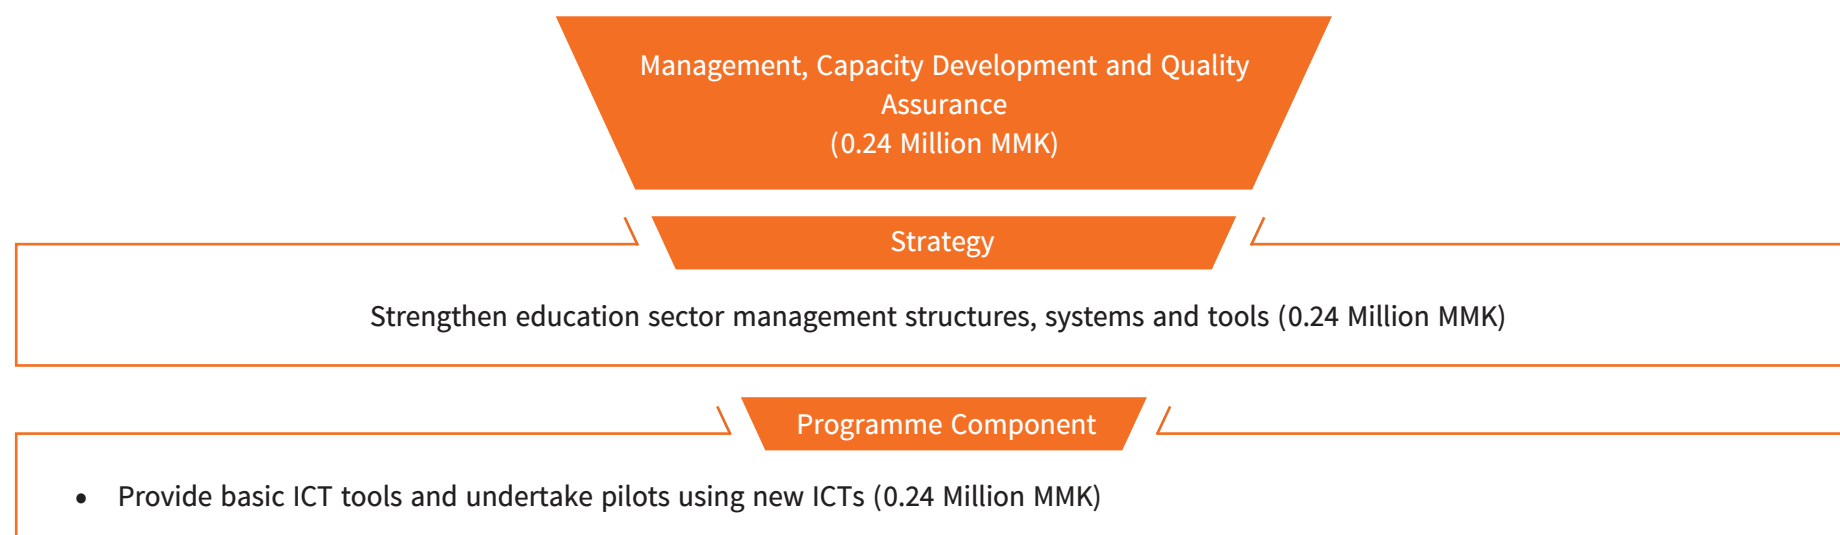 Management, Capacity Development and Quality
Assurance
(0.24 Million MMK)
Strategy
Strengthen education sector management structures, systems and tools (0.24 Million MMK)
Programme Component
• Provide basic ICT tools and undertake pilots using new ICTs (0.24 Million MMK)